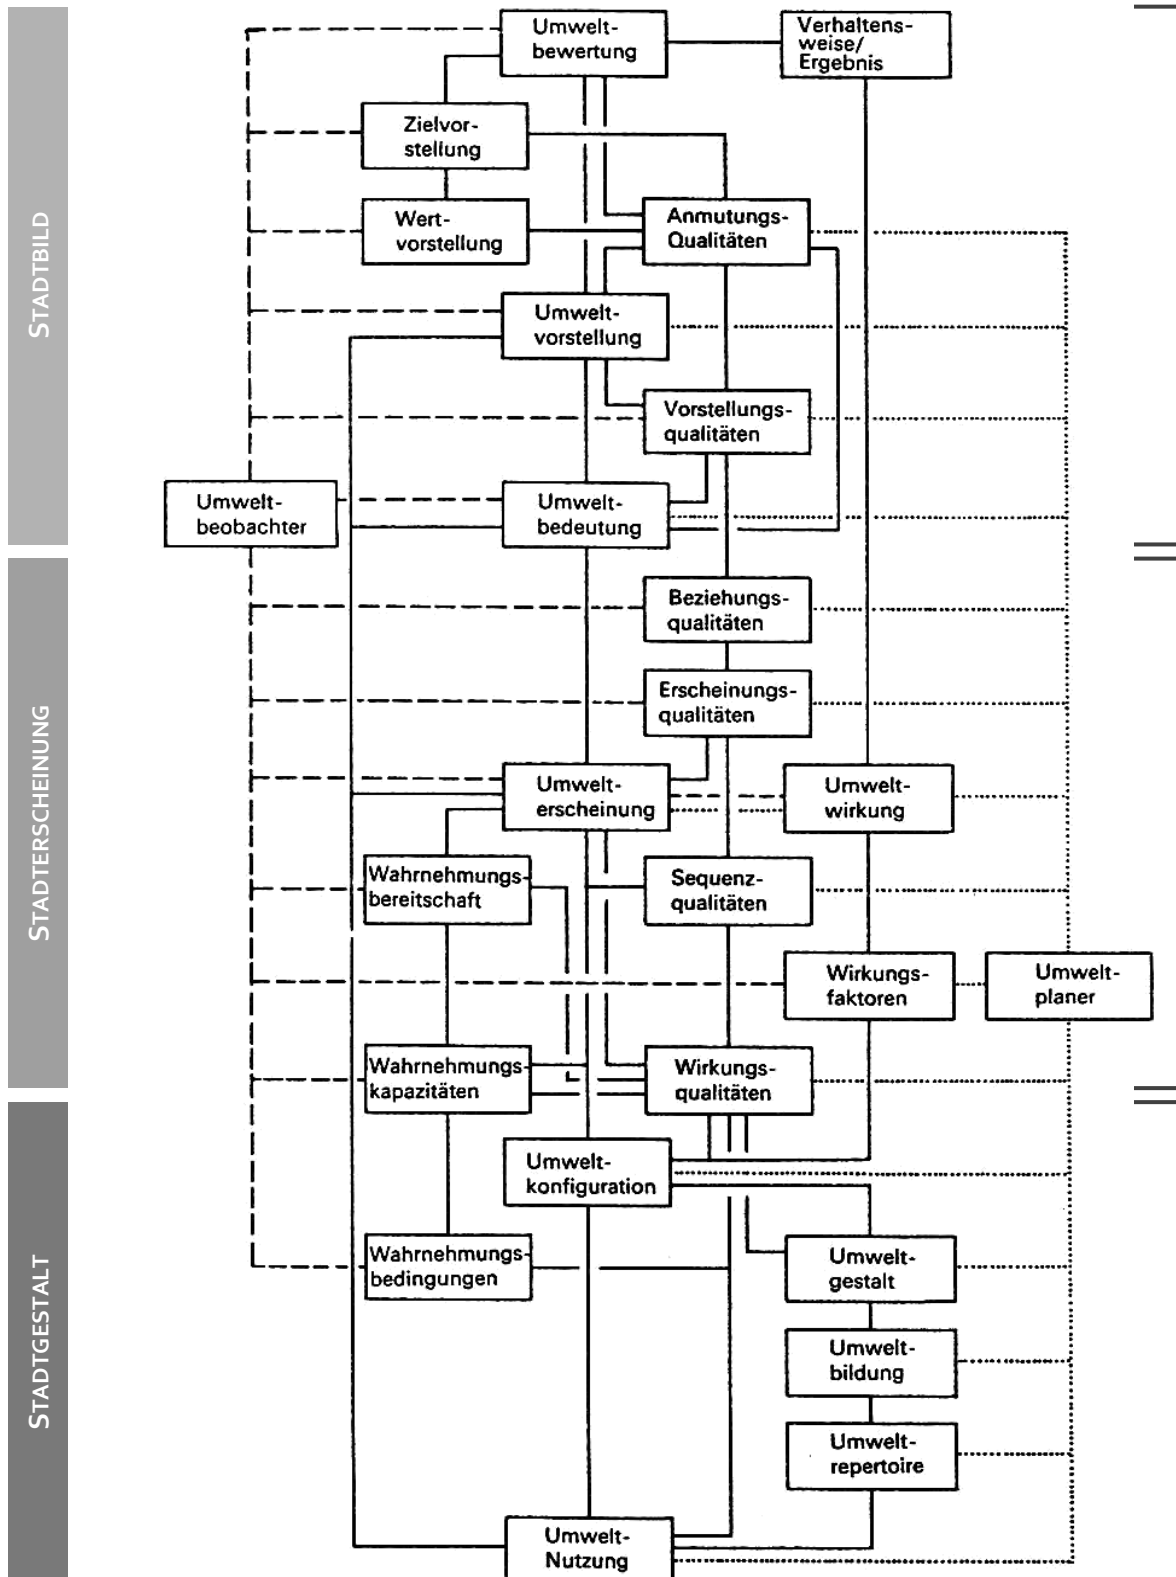 STADTBILD
Umwelt-
bewertung
Verhaltens-
weise/
Ergebnis
Zielvor-
stellung
Wert-
vorstellung
Anmutungs-
Qualitäten
Umwelt-
vorstellung
Vorstellungs-
qualitäten
Umwelt-
beobachter
Umwelt-
bedeutung
STADTERSCHEINUNG
Beziehungs-
qualitäten
Erscheinungs-
qualitäten
Umwelt-
erscheinung
Umwelt-
wirkung
Wahrnehmungs-
bereitschaft
Sequenz-
qualitäten
Wirkungs-
faktoren
Umwelt-
planer
Wahrnehmungs-
kapazitäten
Wirkungs-
qualitäten
STADTGESTALT
Umwelt-
konfiguration
Wahrnehmungs-
bedingungen
Umwelt-
gestalt
Umwelt-
bildung
Umwelt-
repertoire
Umwelt-
Nutzung